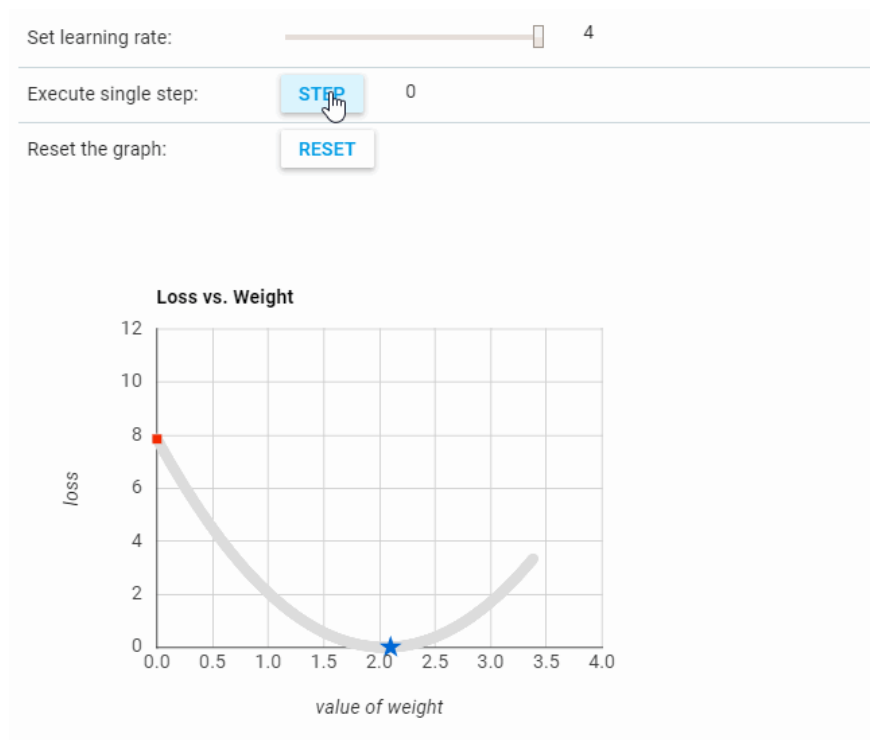 Set learning rate: 4
Execute single step: STEP 0
Reset the graph: RESET
Loss vs. Weight
12
10
8
6
4
2
0
loss
0.0 0.5 1.0 1.5 2.0 2.5 3.0 3.5 4.0
value of weight